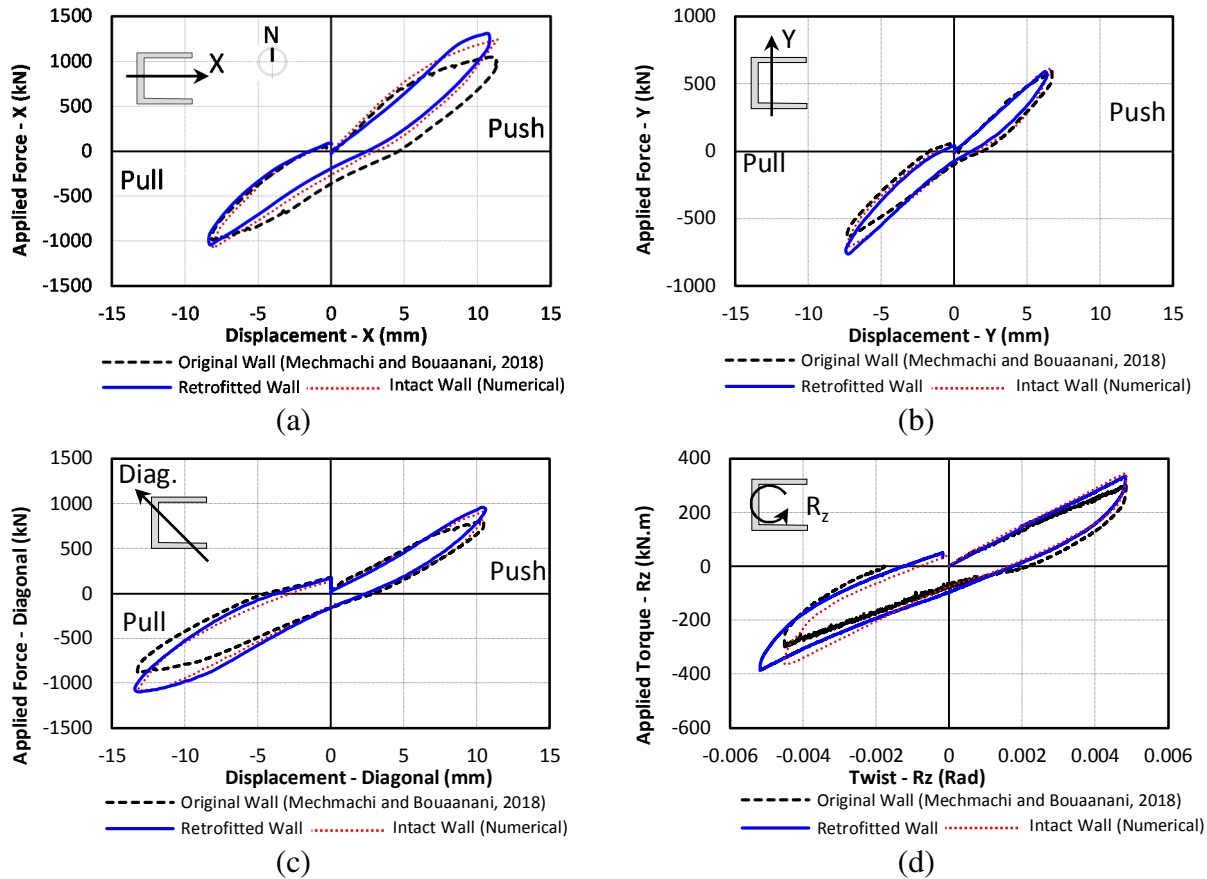 1500
1000
500
0
-500
-1000
-1500
Applied Force - X (kN)
X
N
Push
Pull
-15 -10 -5 0 5 10 15
Displacement - X (mm)
Original Wall (Mechmachi and Bouaanani, 2018)
Retrofitted Wall Intact Wall (Numerical)
(a)
1000
500
0
-500
-1000
Applied Force - Y (kN)
Y
Push
Pull
-15 -10 -5 0 5 10 15
Displacement - Y (mm)
Original Wall (Mechmachi and Bouaanani, 2018)
Retrofitted Wall Intact Wall (Numerical)
(b)
1500
1000
500
0
-500
-1000
-1500
Applied Force - Diagonal (kN)
Diag.
Push
Pull
-15 -10 -5 0 5 10 15
Displacement - Diagonal (mm)
Original Wall (Mechmachi and Bouaanani, 2018)
Retrofitted Wall Intact Wall (Numerical)
(c)
400
200
0
-200
-400
-600
Applied Torque - Rz (kN.m)
Rz
-0.006 -0.004 -0.002 0 0.002 0.004 0.006
Twist - Rz (Rad)
Original Wall (Mechmachi and Bouaanani, 2018)
Retrofitted Wall Intact Wall (Numerical)
(d)